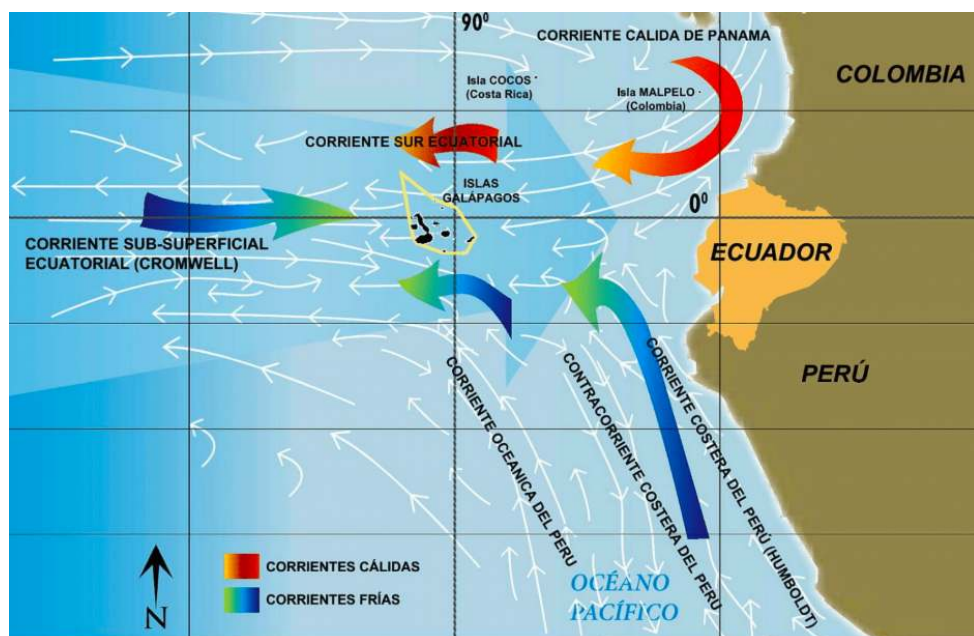 90⁰
CORRIENTE CALIDA DE PANAMA
COLOMBIA
Isla COCOS
(Costa Rica)
Isla MALPELO
(Colombia)
CORRIENTE SUR ECUATORIAL
ISLAS
GALÁPAGOS
0⁰
CORRIENTE SUB-SUPERFICIAL
ECUATORIAL (CROMWELL)
ECUADOR
PERÚ
CORRIENTE OCEANICA DEL PERU
CONTRACORRIENTE COSTERA DEL PERU
CORRIENTE COSTERA DEL PERÚ (HUMBOLDT)
N
CORRIENTES CÁLIDAS
CORRIENTES FRÍAS
OCÉANO
PACÍFICO